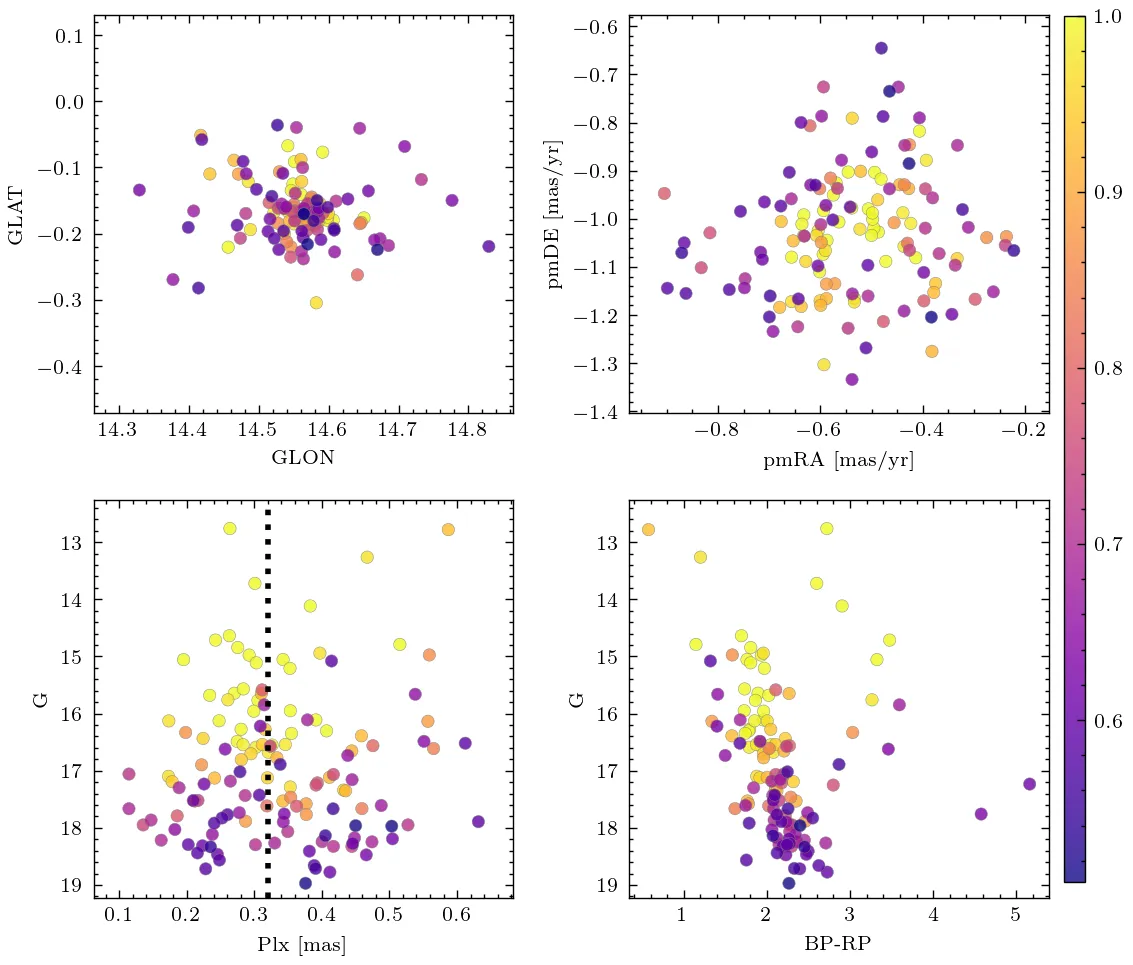 0.1
0.0
−0.1
−0.2
−0.3
−0.4
GLAT
14.3 14.4 14.5 14.6 14.7 14.8
GLON
−0.6
−0.7
−0.8
−0.9
−1.0
−1.1
−1.2
−1.3
−1.4
pmDE [mas/yr]
−0.8 −0.6 −0.4 −0.2
pmRA [mas/yr]
1.0
0.9
0.8
0.7
0.6
13
14
15
16
17
18
19
G
0.1 0.2 0.3 0.4 0.5 0.6
Plx [mas]
13
14
15
16
17
18
19
G
1 2 3 4 5
BP-RP